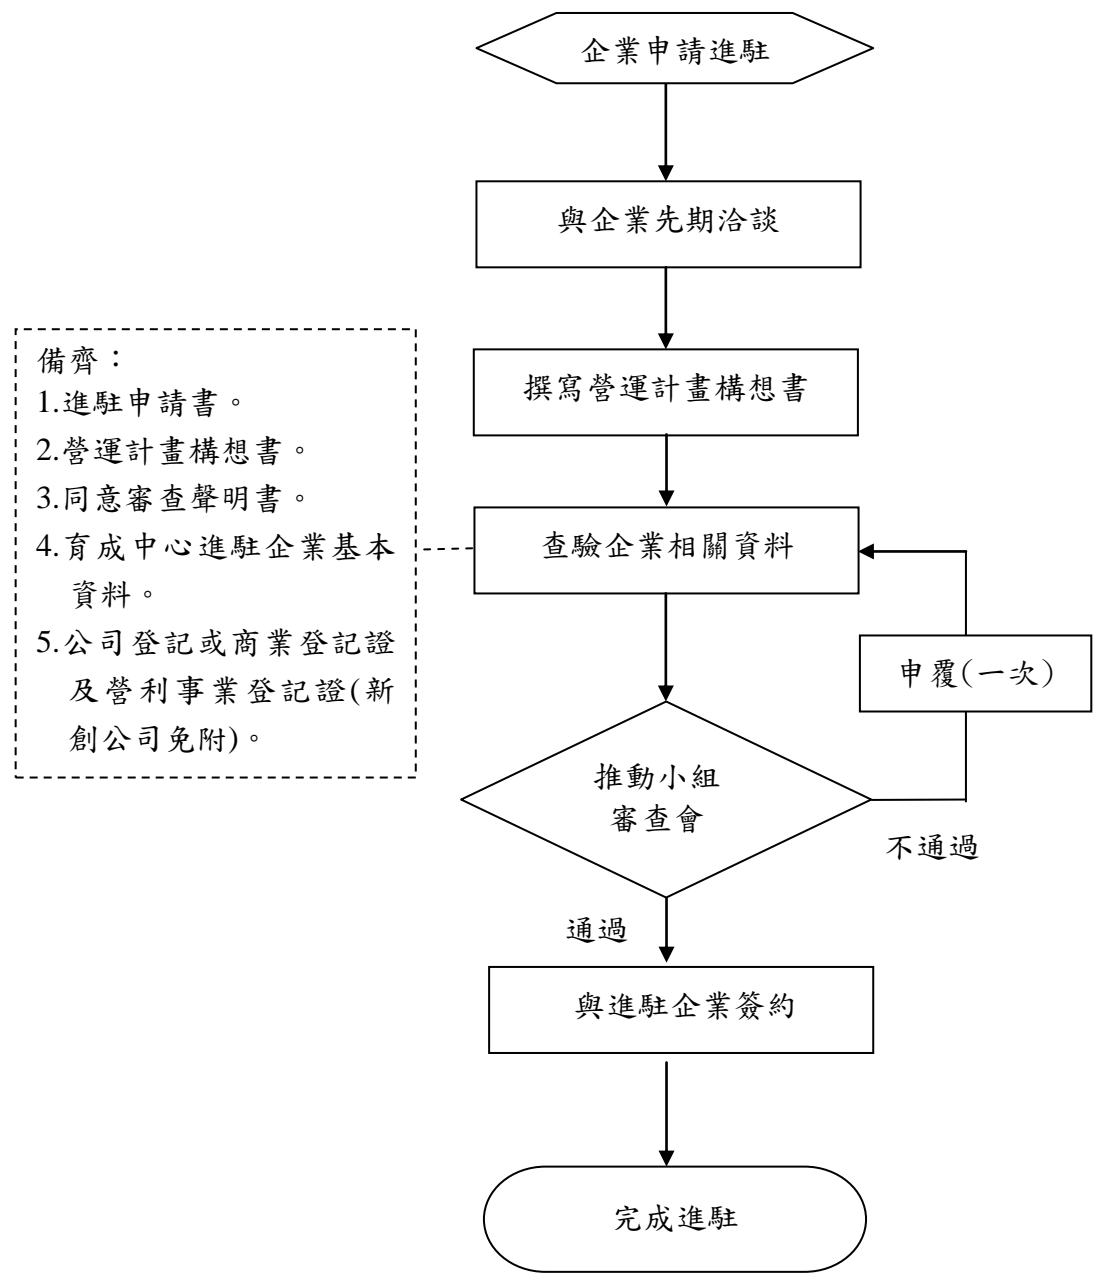 企業申請進駐
與企業先期洽談
撰寫營運計畫構想書
備齊：
1.進駐申請書。
2.營運計畫構想書。
3.同意審查聲明書。
4.育成中心進駐企業基本
資料。
5.公司登記或商業登記證
及營利事業登記證(新
創公司免附)。
查驗企業相關資料
申覆(一次)
推動小組
審查會
不通過
通過
與進駐企業簽約
完成進駐